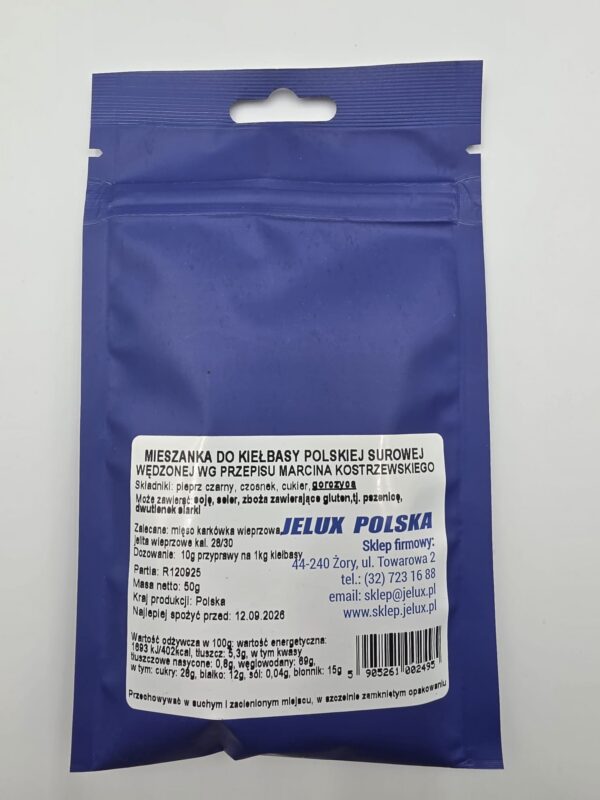 MIESZANKA DO KIEŁBASY POLSKIEJ SUROWEJ
WĘDZONEJ WG PRZEPISU MARCINA KOSTRZEWSKIEGO
Składniki: pieprz czarny, czosnek, cukier, gorczyca
Może zawierać: soję, seler, zboża zawierające gluten,tj. pszenicę,
dwutlenek siarki
Zalecane: mięso karkówka wieprzowa,
jelita wieprzowe kal. 28/30
Dozowanie: 10g przyprawy na 1kg kiełbasy
Partia: R120925
Masa netto: 50g
Kraj produkcji: Polska
Najlepiej spożyć przed: 12.09.2026
JELUX POLSKA
Sklep firmowy:
44-240 Żory, ul. Towarowa 2
tel.: (32) 723 16 88
email: sklep@jelux.pl
www.sklep.jelux.pl
Wartość odżywcza w 100g: wartość energetyczna:
1693 kJ/402kcal, tłuszcz: 5,3g, w tym kwasy
tłuszczowe nasycone: 0,8g, węglowodany: 69g,
w tym: cukry: 26g, białko: 12g, sól: 0,04g, błonnik: 15g
5 905261 002495
Przechowywać w suchym i zacienionym miejscu, w szczelnie zamkniętym opakowaniu